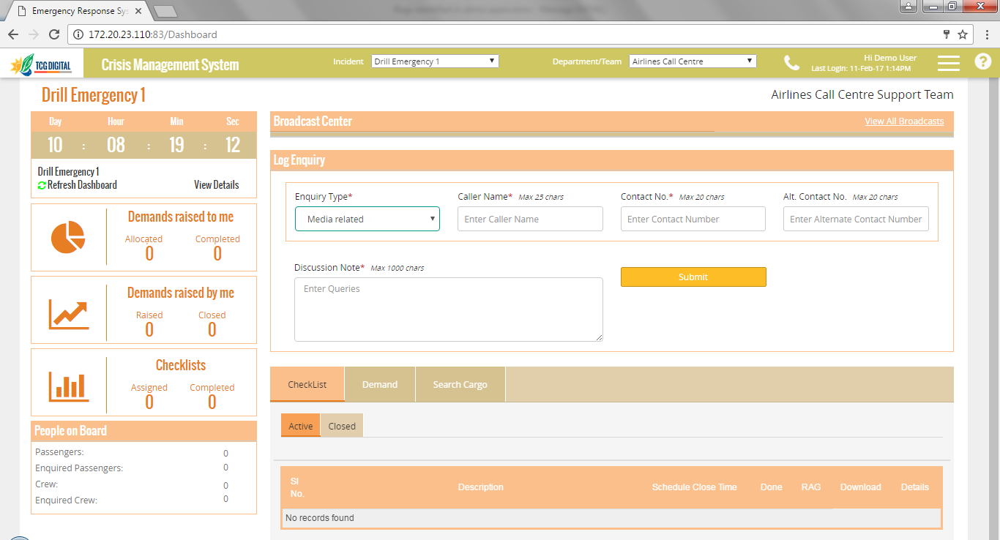 Emergency Response Sys
172.20.23.110:83/Dashboard
TCG DIGITAL
Crisis Management System
Incident
Drill Emergency 1
Department/Team
Airlines Call Centre
Hi Demo User
Last Login: 11-Feb-17 1:14PM
?
Drill Emergency 1
Airlines Call Centre Support Team
Day Hour Min Sec
10 : 08 : 19 : 12
Drill Emergency 1
Refresh Dashboard
View Details
Demands raised to me
Allocated Completed
0 0
Demands raised by me
Raised Closed
0 0
Checklists
Assigned Completed
0 0
People on Board
Passengers: 0
Enquired Passengers: 0
Crew: 0
Enquired Crew: 0
Broadcast Center
View All Broadcasts
Log Enquiry
Enquiry Type*
Caller Name* Max 25 chars
Contact No.* Max 20 chars
Alt. Contact No. Max 20 chars
Media related
Enter Caller Name
Enter Contact Number
Enter Alternate Contact Number
Discussion Note* Max 1000 chars
Enter Queries
Submit
CheckList Demand Search Cargo
Active Closed
Sl No. Description Schedule Close Time Done RAG Download Details
No records found